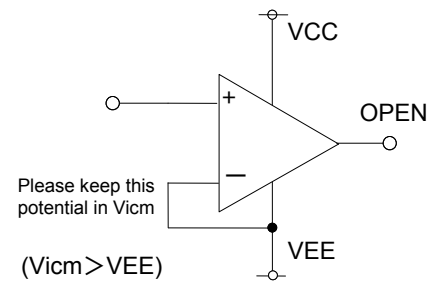 VCC
+
OPEN
Please keep this
potential in Vicm
−
VEE
(Vicm＞VEE)